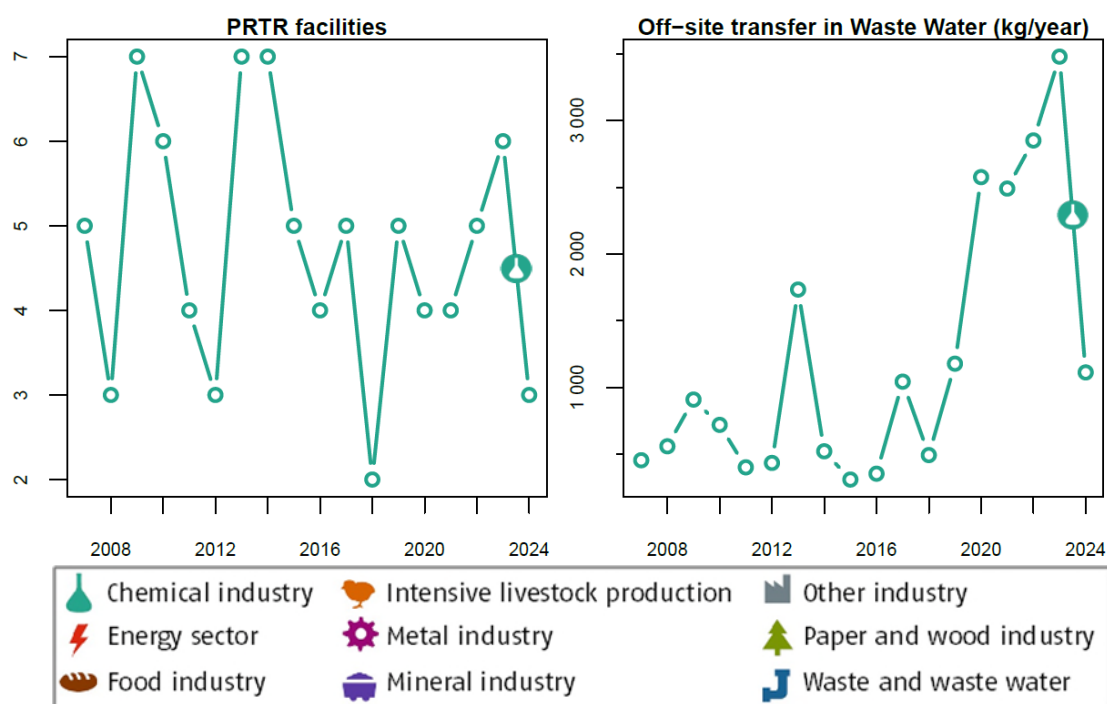 PRTR facilities
7
6
5
4
3
2
2008 2012 2016 2020 2024
Off−site transfer in Waste Water (kg/year)
3 000
2 000
1 000
2008 2012 2016 2020 2024
Chemical industry Intensive livestock production Other industry
Energy sector Metal industry Paper and wood industry
Food industry Mineral industry Waste and waste water